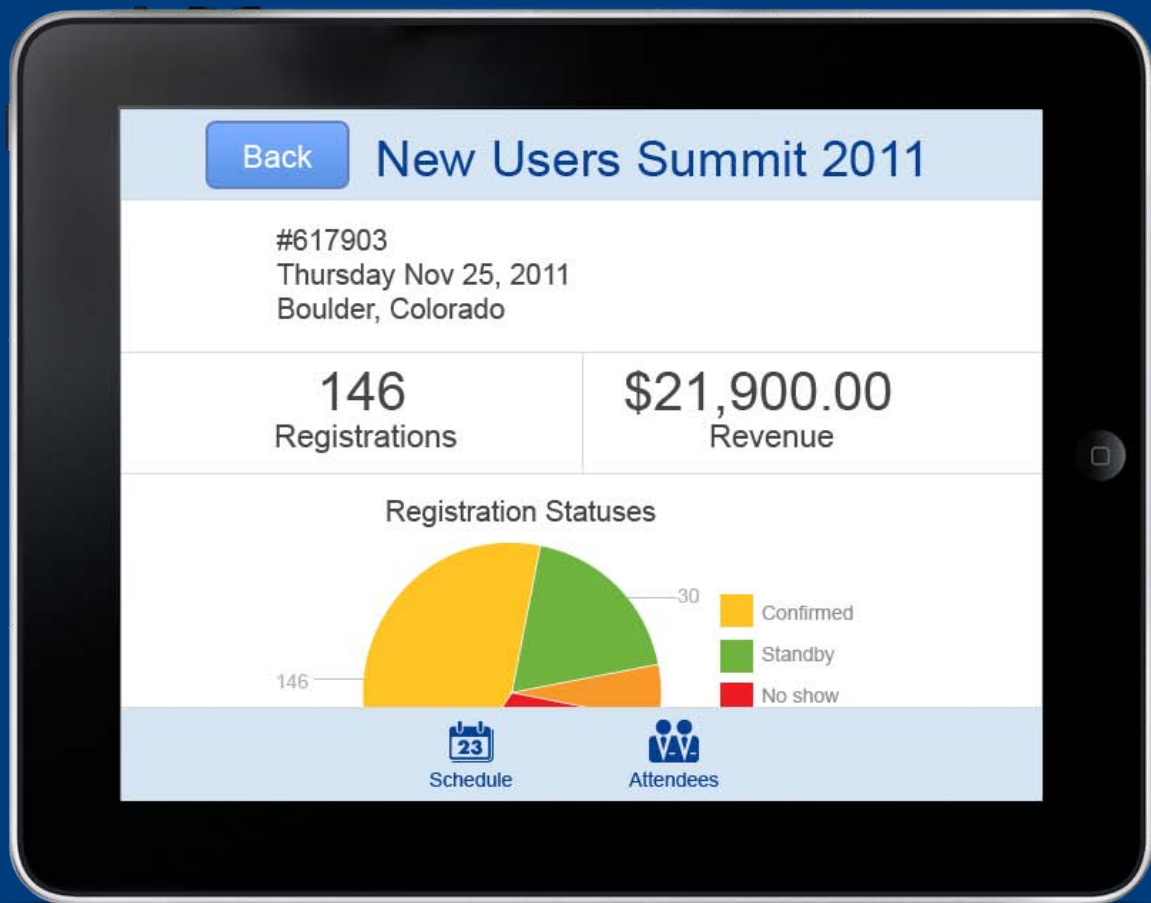 Back
New Users Summit 2011
#617903
Thursday Nov 25, 2011
Boulder, Colorado
146
Registrations
$21,900.00
Revenue
Registration Statuses
30
146
Confirmed
Standby
No show
23
Schedule
Attendees